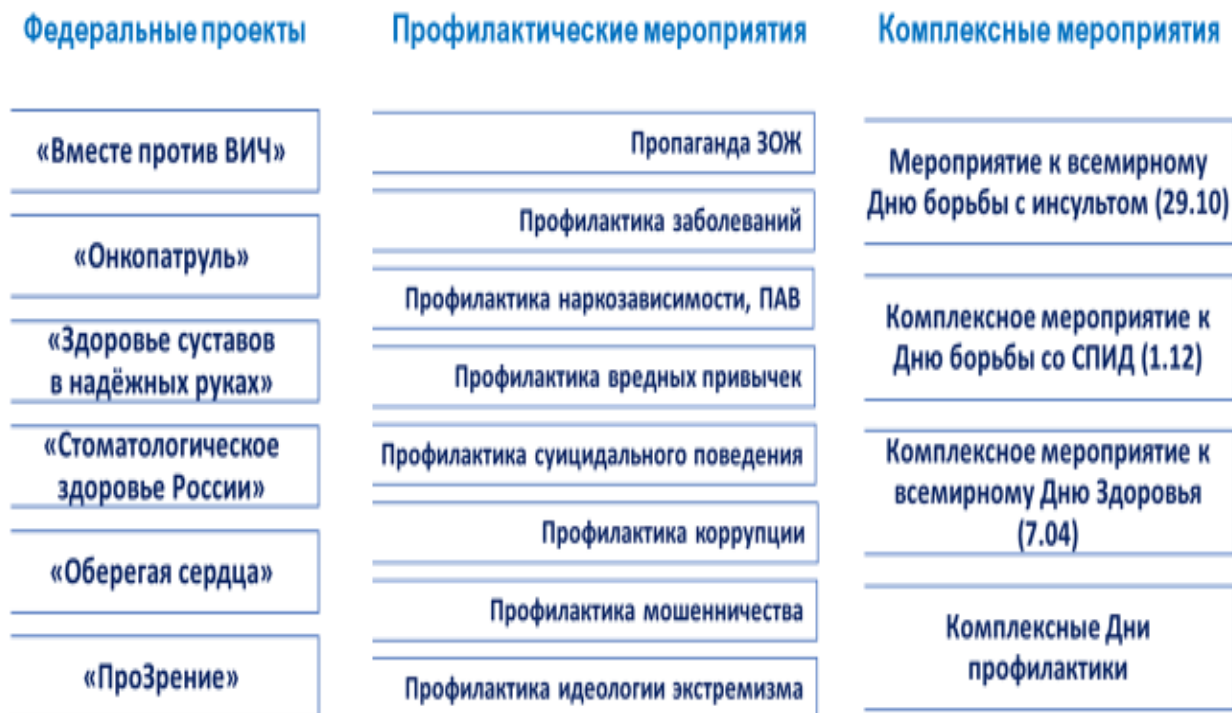 Федеральные проекты
«Вместе против ВИЧ»
«Онкопатруль»
«Здоровье суставов
в надёжных руках»
«Стоматологическое
здоровье России»
«Оберегая сердца»
«ПроЗрение»
Профилактические мероприятия
Пропаганда ЗОЖ
Профилактика заболеваний
Профилактика наркозависимости, ПАВ
Профилактика вредных привычек
Профилактика суицидального поведения
Профилактика коррупции
Профилактика мошенничества
Профилактика идеологии экстремизма
Комплексные мероприятия
Мероприятие к всемирному
Дню борьбы с инсультом (29.10)
Комплексное мероприятие к
Дню борьбы со СПИД (1.12)
Комплексное мероприятие к
всемирному Дню Здоровья
(7.04)
Комплексные Дни
профилактики